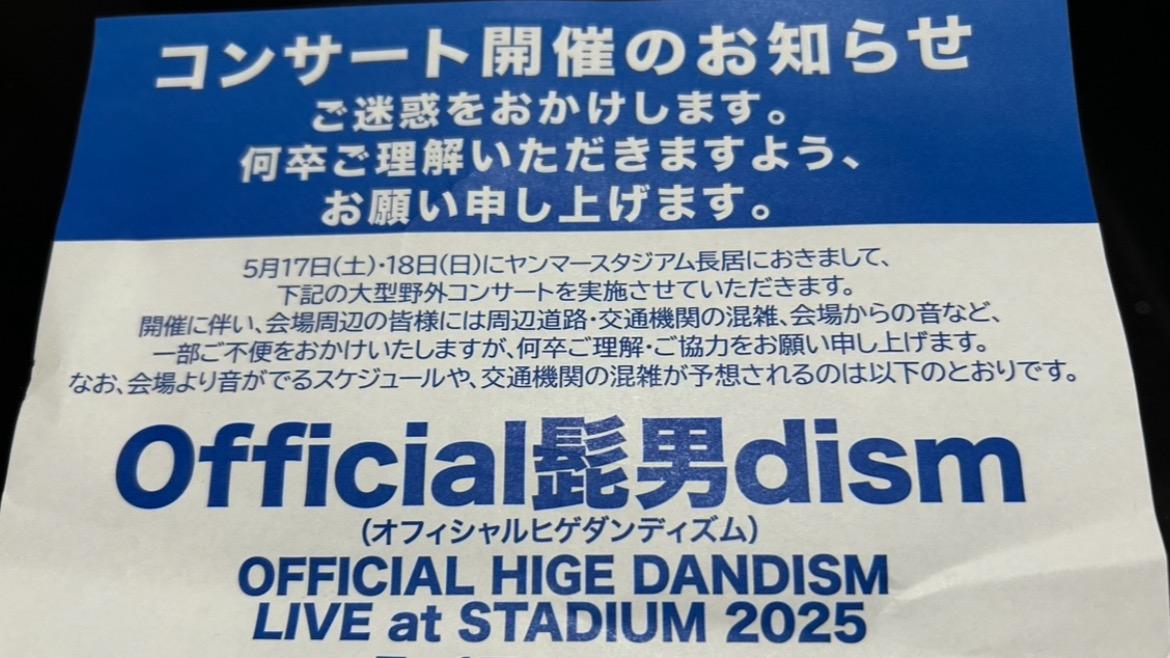 コンサート開催のお知らせ
ご迷惑をおかけします。
何卒ご理解いただきますよう、
お願い申し上げます。
5月17日(土)・18日(日)にヤンマースタジアム長居におきまして、
下記の大型野外コンサートを実施させていただきます。
開催に伴い、会場周辺の皆様には周辺道路・交通機関の混雑、会場からの音など、
一部ご不便をおかけいたしますが、何卒ご理解・ご協力をお願い申し上げます。
なお、会場より音がでるスケジュールや、交通機関の混雑が予想されるのは以下のとおりです。
Official髭男dism
(オフィシャルヒゲダンディズム)
OFFICIAL HIGE DANDISM
LIVE at STADIUM 2025